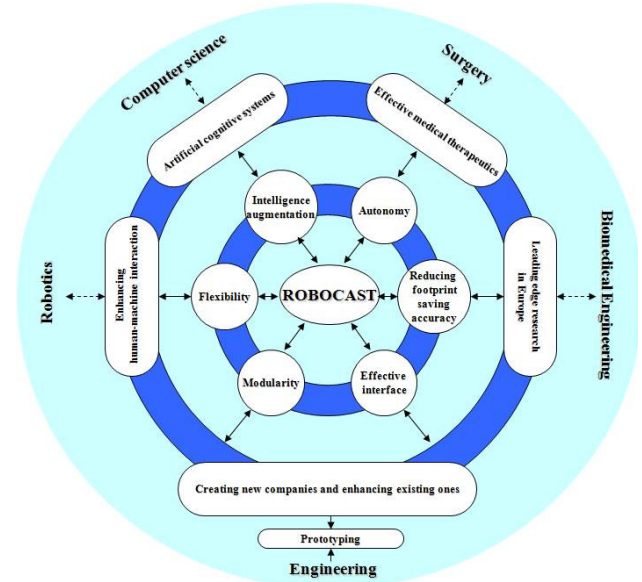 Computer science
Surgery
Artificial cognitive systems
Effective medical therapeutics
Intelligence
augmentation
Autonomy
Robotics
Enhancing
human-machine interaction
Flexibility
ROBOCAST
Reducing
footprint
saving
accuracy
Leading edge research
in Europe
Biomedical Engineering
Modularity
Effective
interface
Creating new companies and enhancing existing ones
Prototyping
Engineering